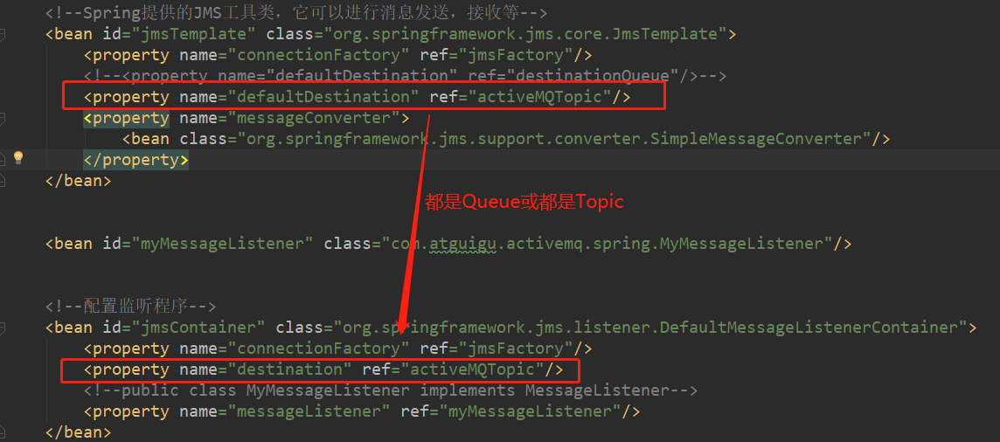 <!--Spring提供的JMS工具类，它可以进行消息发送，接收等-->
<bean id="jmsTemplate" class="org.springframework.jms.core.JmsTemplate">
<property name="connectionFactory" ref="jmsFactory"/>
<!--<property name="defaultDestination" ref="destinationQueue"/>-->
<property name="defaultDestination" ref="activeMQTopic"/>
<property name="messageConverter">
<bean class="org.springframework.jms.support.converter.SimpleMessageConverter"/>
</property>
</bean>
都是Queue或都是Topic
<bean id="myMessageListener" class="com.atguigu.activemq.spring.MyMessageListener"/>
<!--配置监听程序-->
<bean id="jmsContainer" class="org.springframework.jms.listener.DefaultMessageListenerContainer">
<property name="connectionFactory" ref="jmsFactory"/>
<property name="destination" ref="activeMQTopic"/>
<!--public class MyMessageListener implements MessageListener-->
<property name="messageListener" ref="myMessageListener"/>
</bean>